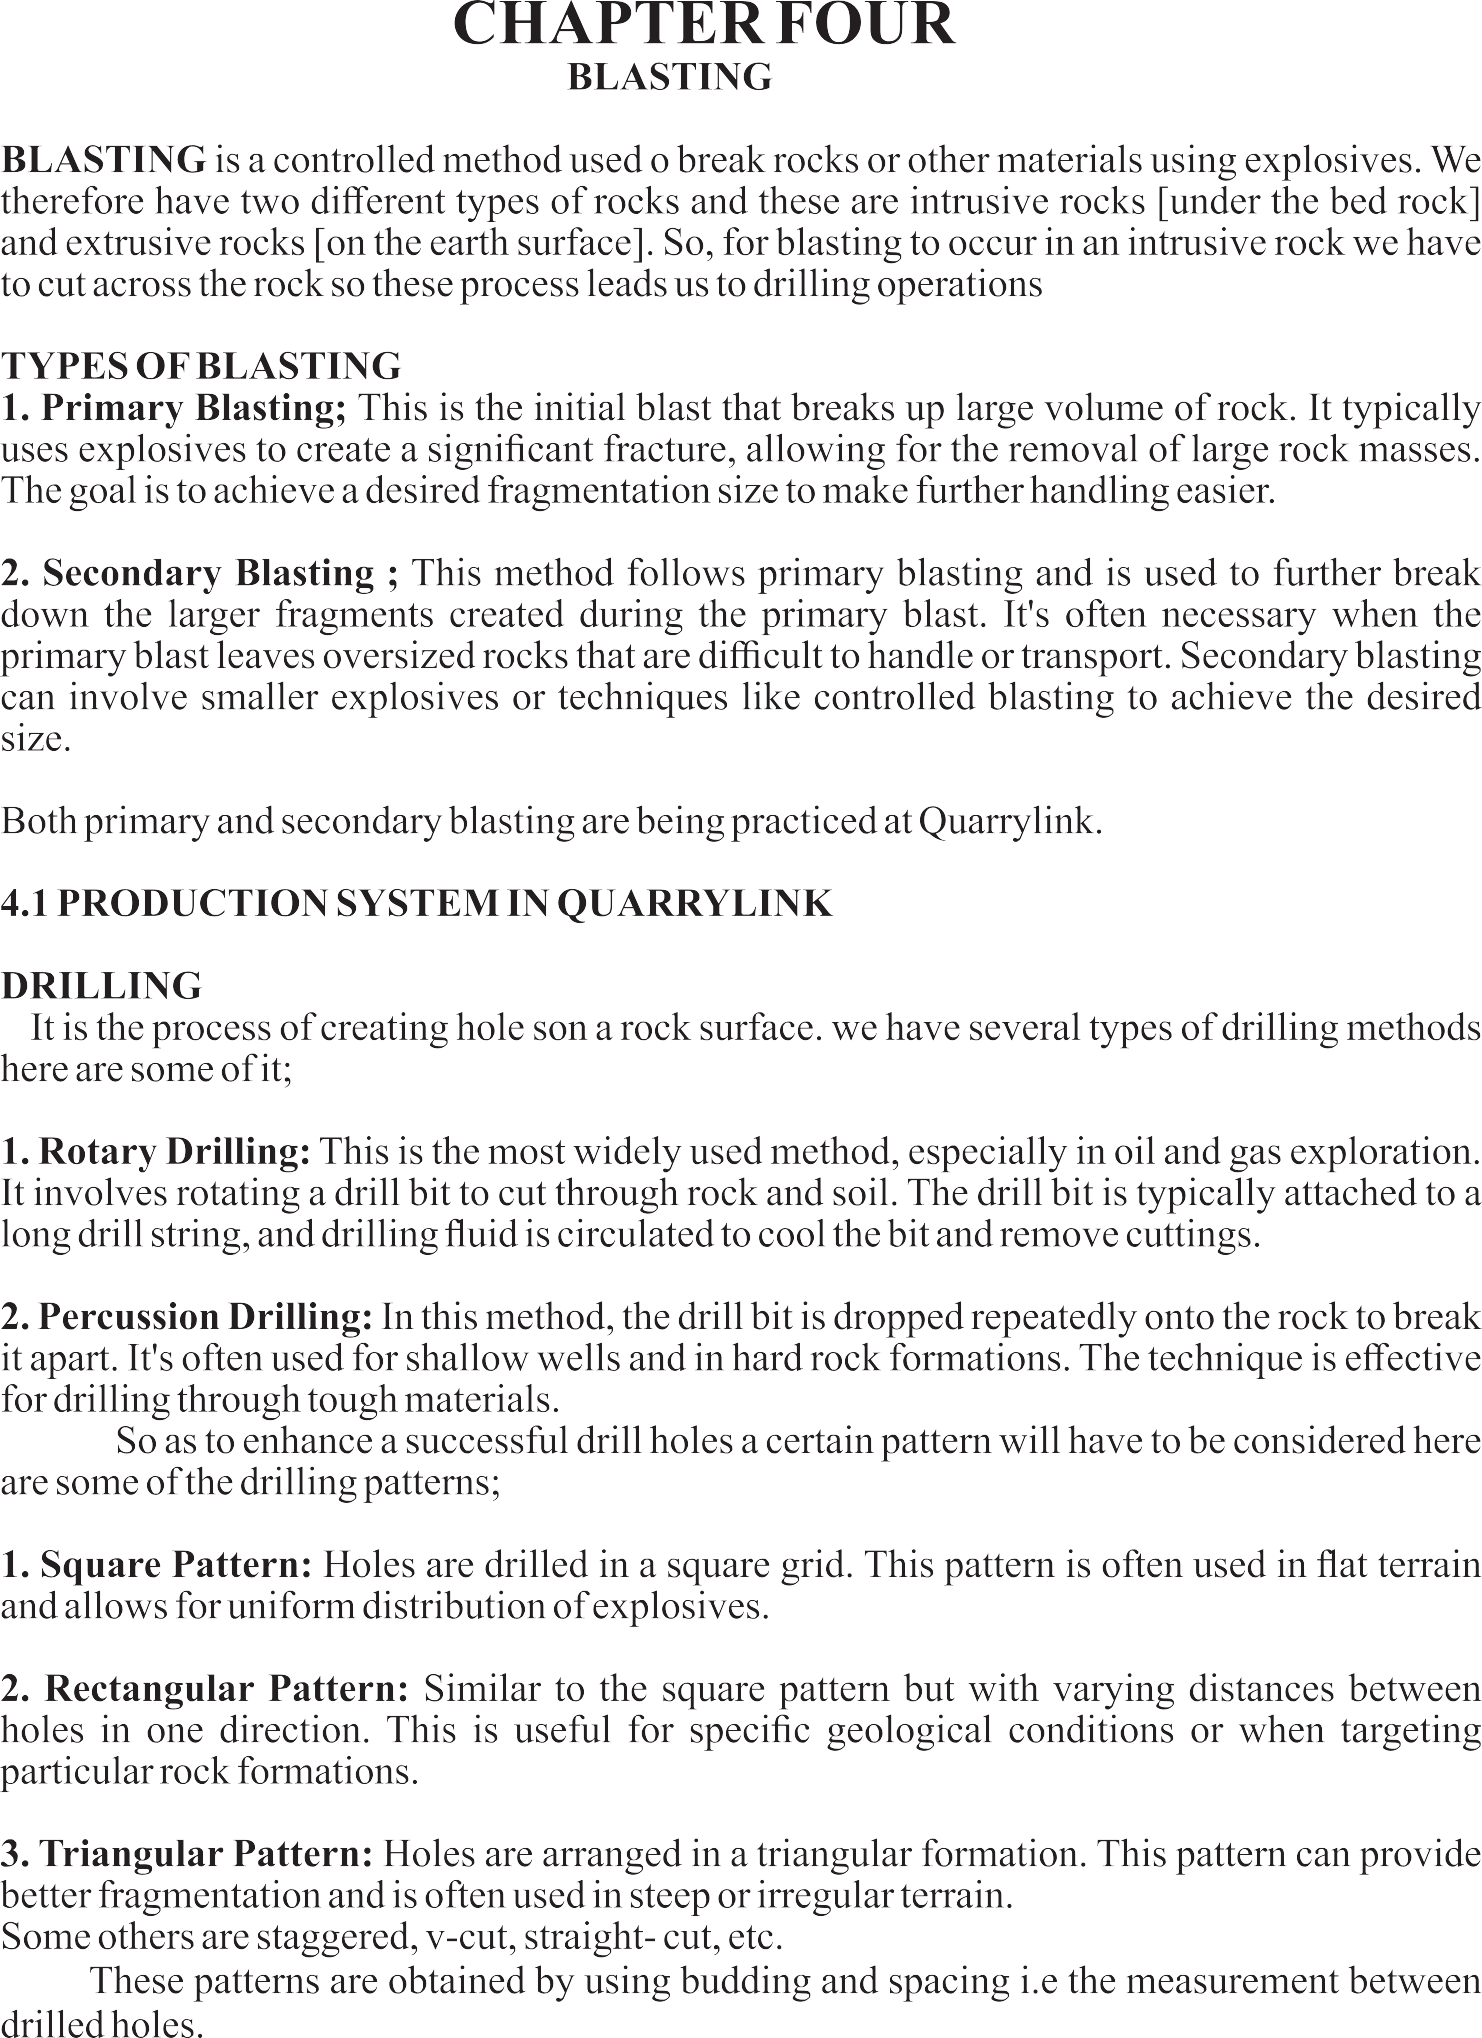 CHAPTER FOUR
BLASTING
BLASTING is a controlled method used o break rocks or other materials using explosives. We
therefore have two different types of rocks and these are intrusive rocks [under the bed rock]
and extrusive rocks [on the earth surface]. So, for blasting to occur in an intrusive rock we have
to cut across the rock so these process leads us to drilling operations
TYPES OF BLASTING
1. Primary Blasting; This is the initial blast that breaks up large volume of rock. It typically
uses explosives to create a significant fracture, allowing for the removal of large rock masses.
The goal is to achieve a desired fragmentation size to make further handling easier.
2. Secondary Blasting ; This method follows primary blasting and is used to further break
down the larger fragments created during the primary blast. It's often necessary when the
primary blast leaves oversized rocks that are difficult to handle or transport. Secondary blasting
can involve smaller explosives or techniques like controlled blasting to achieve the desired
size.
Both primary and secondary blasting are being practiced at Quarrylink.
4.1 PRODUCTION SYSTEM IN QUARRYLINK
DRILLING
It is the process of creating hole son a rock surface. we have several types of drilling methods
here are some of it;
1. Rotary Drilling: This is the most widely used method, especially in oil and gas exploration.
It involves rotating a drill bit to cut through rock and soil. The drill bit is typically attached to a
long drill string, and drilling fluid is circulated to cool the bit and remove cuttings.
2. Percussion Drilling: In this method, the drill bit is dropped repeatedly onto the rock to break
it apart. It's often used for shallow wells and in hard rock formations. The technique is effective
for drilling through tough materials.
So as to enhance a successful drill holes a certain pattern will have to be considered here
are some of the drilling patterns;
1. Square Pattern: Holes are drilled in a square grid. This pattern is often used in flat terrain
and allows for uniform distribution of explosives.
2. Rectangular Pattern: Similar to the square pattern but with varying distances between
holes in one direction. This is useful for specific geological conditions or when targeting
particular rock formations.
3. Triangular Pattern: Holes are arranged in a triangular formation. This pattern can provide
better fragmentation and is often used in steep or irregular terrain.
Some others are staggered, v-cut, straight- cut, etc.
These patterns are obtained by using budding and spacing i.e the measurement between
drilled holes.